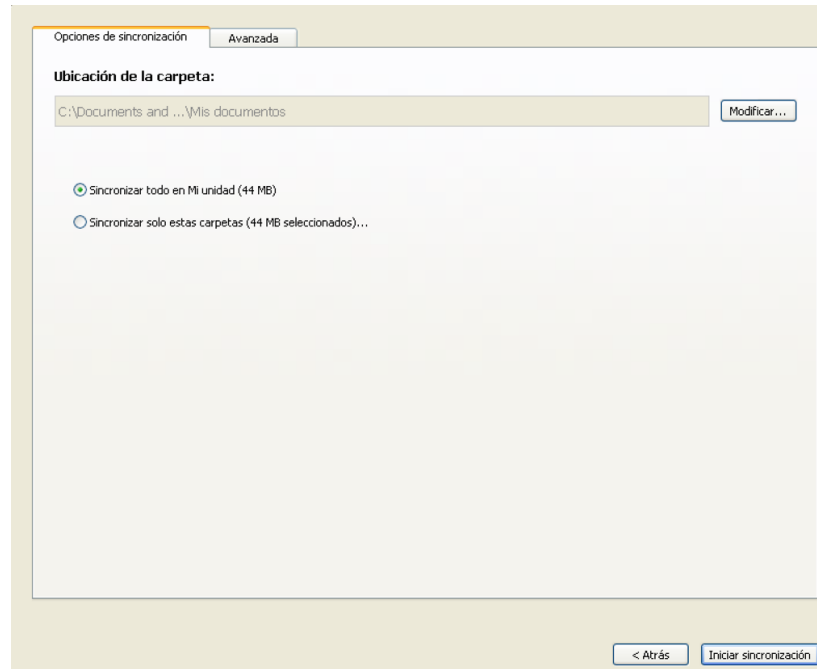 Opciones de sincronización
Avanzada
Ubicación de la carpeta:
C:\Documents and ...\Mis documentos
Modificar...
Sincronizar todo en Mi unidad (44 MB)
Sincronizar solo estas carpetas (44 MB seleccionados)...
< Atrás
Iniciar sincronización